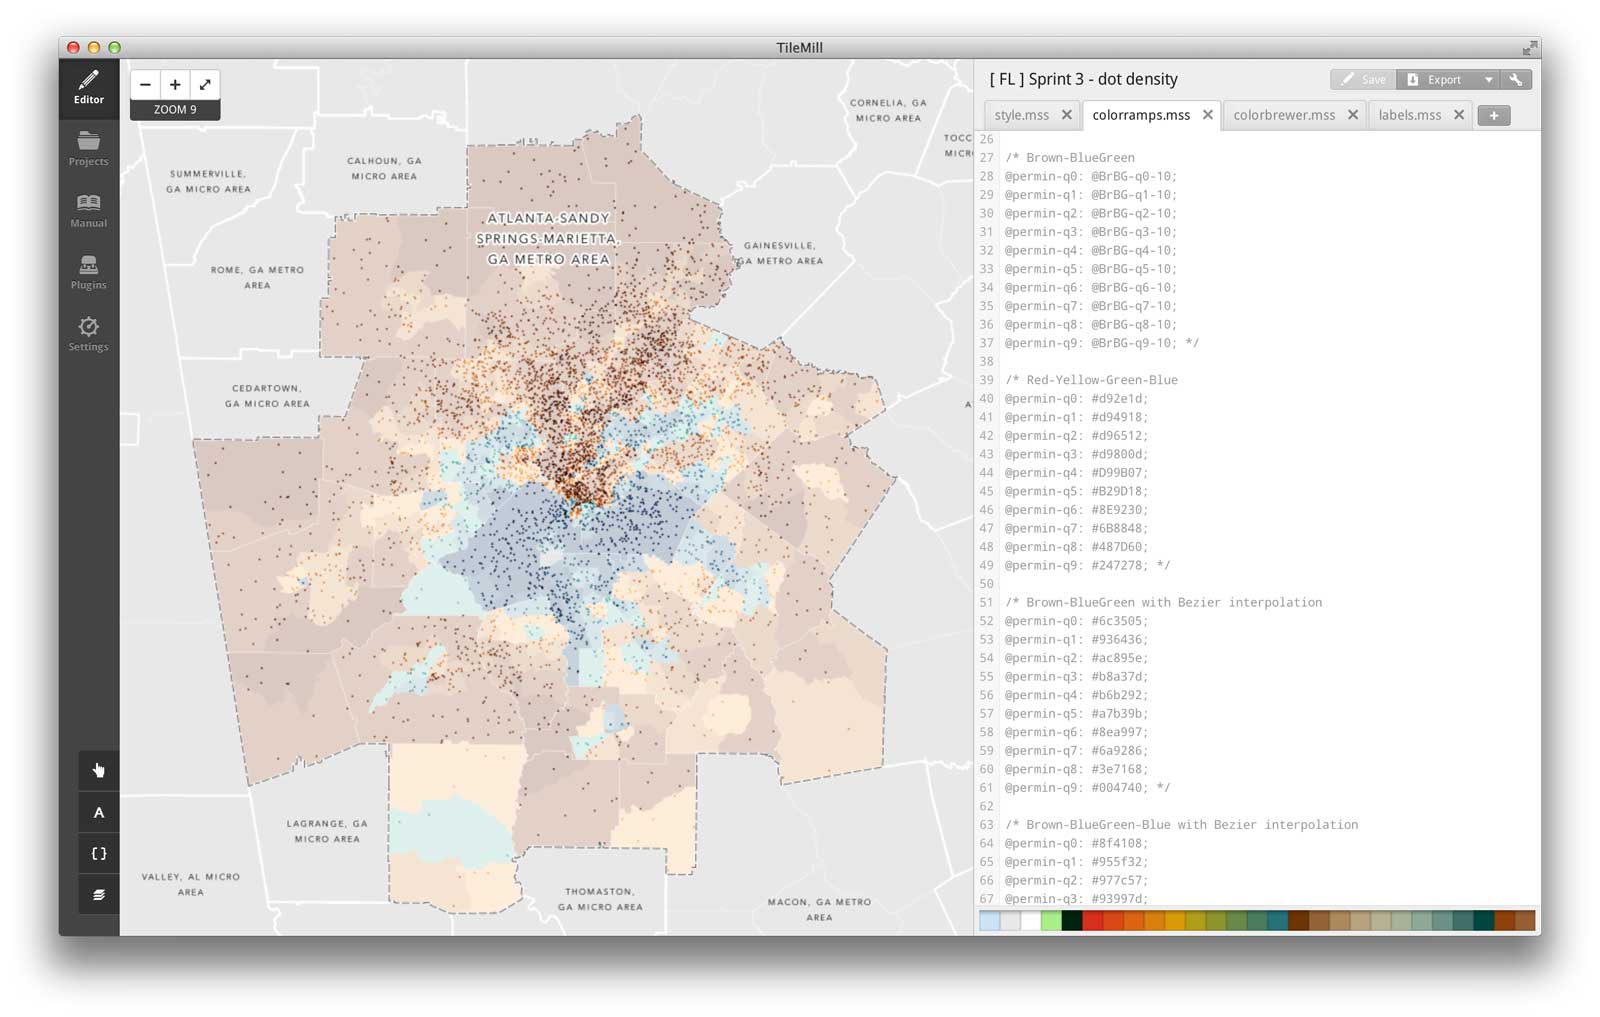 TileMill
Editor
Projects
Manual
Plugins
Settings
A
{}
− +
ZOOM 9
CORNELIA, GA
MICRO AREA
TOCC
MICR
CALHOUN, GA
MICRO AREA
SUMMERVILLE,
GA MICRO AREA
ATLANTA-SANDY
SPRINGS-MARIETTA,
GA METRO AREA
GAINESVILLE,
GA METRO AREA
ROME, GA METRO
AREA
CEDARTOWN,
GA MICRO AREA
A
LAGRANGE, GA
MICRO AREA
VALLEY, AL MICRO
AREA
THOMASTON,
GA MICRO AREA
MACON, GA METRO
AREA
[ FL ] Sprint 3 - dot density
Save Export
style.mss colorramps.mss colorbrewer.mss labels.mss +
26
27 /* Brown-BlueGreen
28 @permin-q0: @BrBG-q0-10;
29 @permin-q1: @BrBG-q1-10;
30 @permin-q2: @BrBG-q2-10;
31 @permin-q3: @BrBG-q3-10;
32 @permin-q4: @BrBG-q4-10;
33 @permin-q5: @BrBG-q5-10;
34 @permin-q6: @BrBG-q6-10;
35 @permin-q7: @BrBG-q7-10;
36 @permin-q8: @BrBG-q8-10;
37 @permin-q9: @BrBG-q9-10; */
38
39 /* Red-Yellow-Green-Blue
40 @permin-q0: #d92e1d;
41 @permin-q1: #d94918;
42 @permin-q2: #d96512;
43 @permin-q3: #d9800d;
44 @permin-q4: #D99B07;
45 @permin-q5: #B29D18;
46 @permin-q6: #8E9230;
47 @permin-q7: #6B8848;
48 @permin-q8: #487D60;
49 @permin-q9: #247278; */
50
51 /* Brown-BlueGreen with Bezier interpolation
52 @permin-q0: #6c3505;
53 @permin-q1: #936436;
54 @permin-q2: #ac895e;
55 @permin-q3: #b8a37d;
56 @permin-q4: #b6b292;
57 @permin-q5: #a7b39b;
58 @permin-q6: #8ea997;
59 @permin-q7: #6a9286;
60 @permin-q8: #3e7168;
61 @permin-q9: #004740; */
62
63 /* Brown-BlueGreen-Blue with Bezier interpolation
64 @permin-q0: #8f4108;
65 @permin-q1: #955f32;
66 @permin-q2: #977c57;
67 @permin-q3: #93997d;